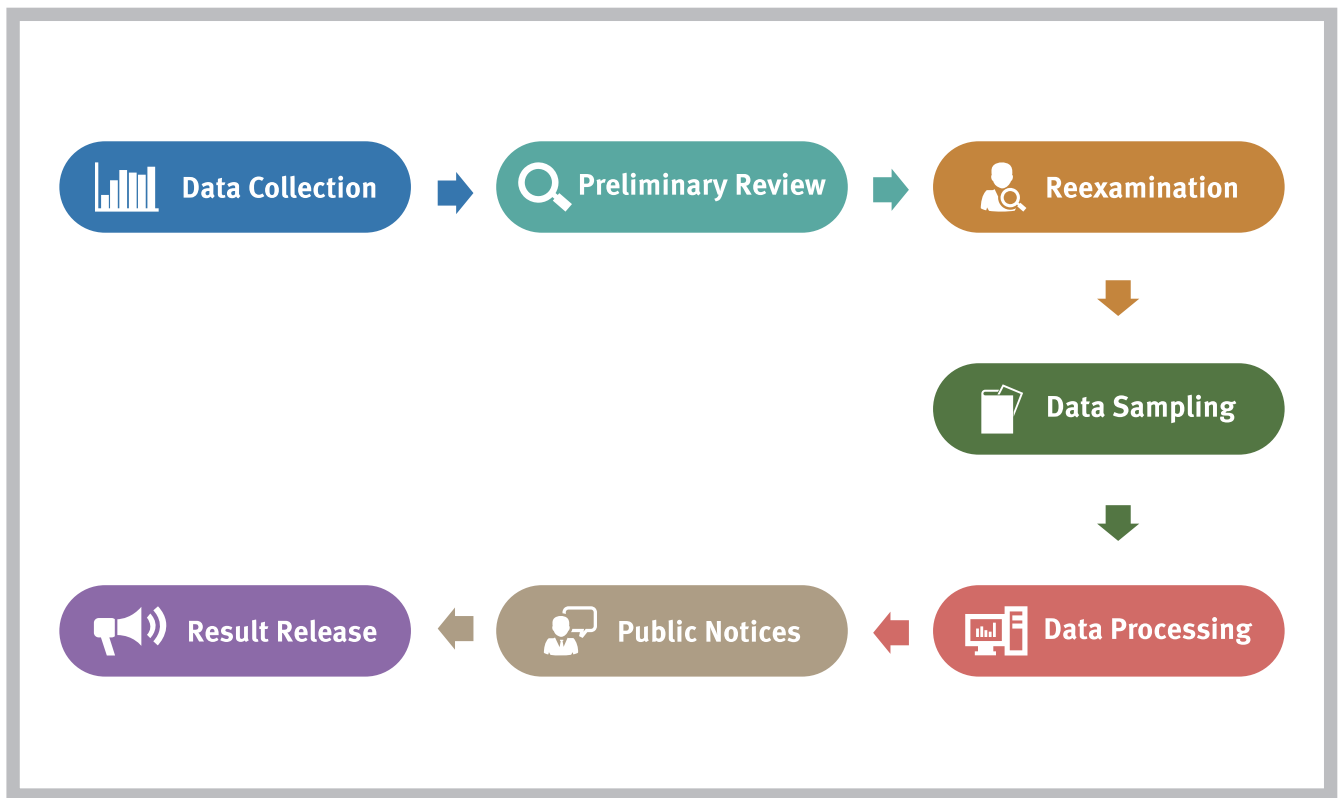 Data Collection
Preliminary Review
Reexamination
Data Sampling
Data Processing
Public Notices
Result Release